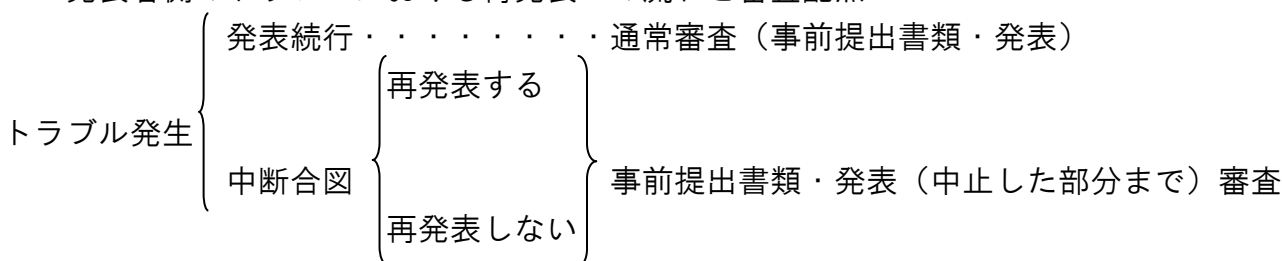 発表続行・・・・・・・・通常審査(事前提出書類・発表)
再発表する
トラブル発生
中断合図
事前提出書類・発表(中止した部分まで)審査
再発表しない